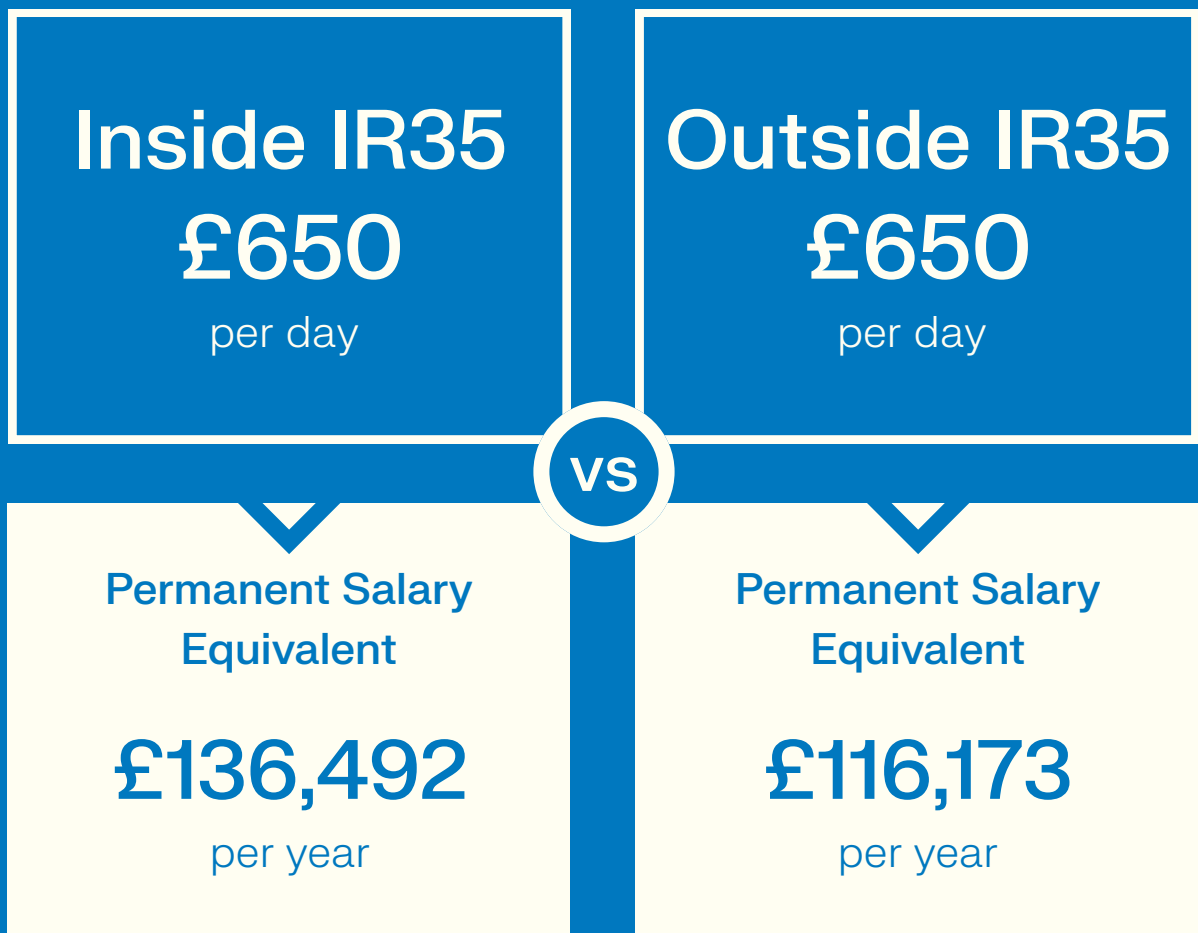 Inside IR35
£650
per day
Outside IR35
£650
per day
VS
Permanent Salary
Equivalent
£136,492
per year
Permanent Salary
Equivalent
£116,173
per year